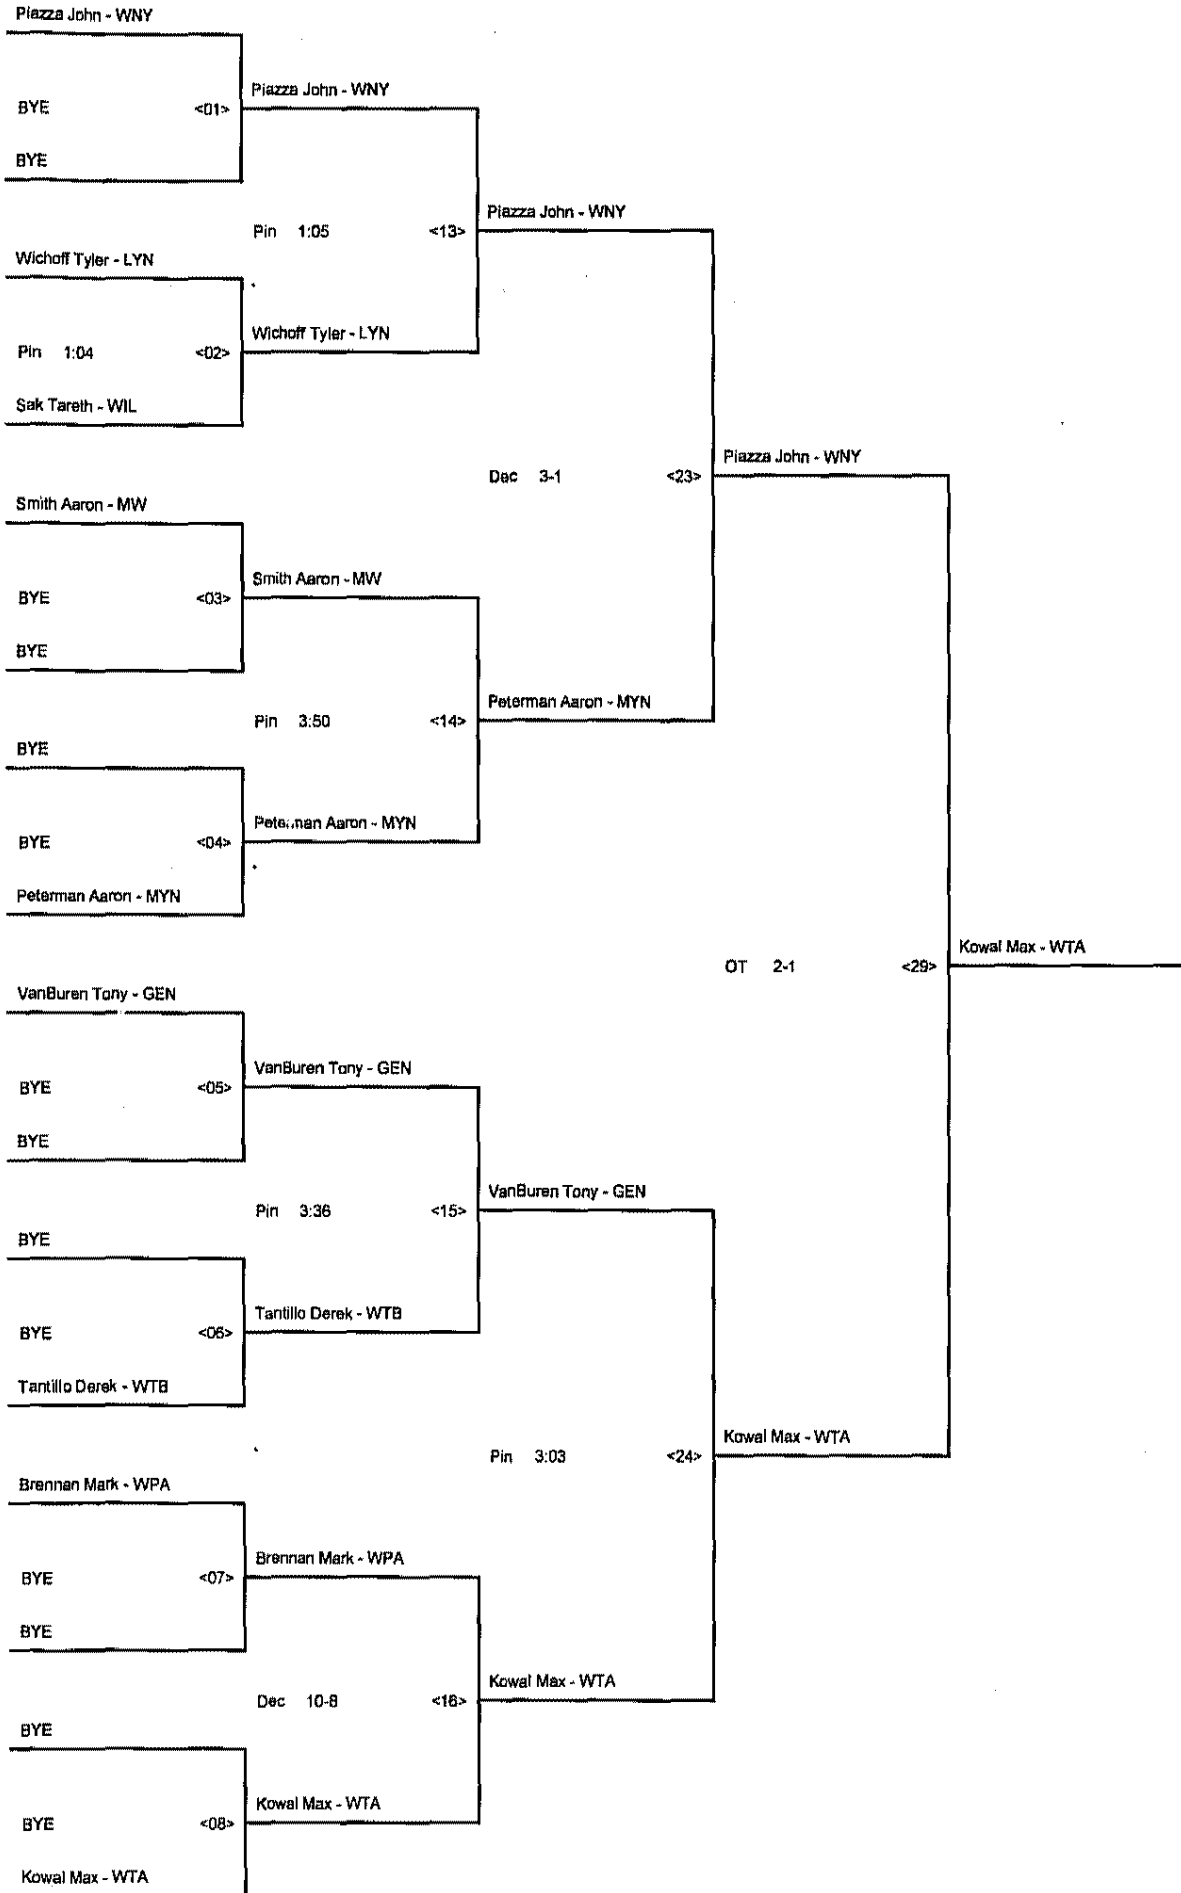 Piazza John - WNY
BYE <01>
BYE
Piazza John - WNY
Pin 1:05 <13>
Wichoff Tyler - LYN
Pin 1:04 <02>
Sak Tareth - WIL
Wichoff Tyler - LYN
Piazza John - WNY
Dec 3-1 <23>
Smith Aaron - MW
BYE <03>
BYE
Smith Aaron - MW
Pin 3:50 <14>
BYE
BYE <04>
Peterman Aaron - MYN
Peterman Aaron - MYN
Peterman Aaron - MYN
Piazza John - WNY
OT 2-1 <29>
Kowal Max - WTA
VanBuren Tony - GEN
BYE <05>
BYE
VanBuren Tony - GEN
Pin 3:36 <15>
BYE
BYE <06>
Tantillo Derek - WTB
Tantillo Derek - WTB
VanBuren Tony - GEN
Pin 3:03 <24>
Kowal Max - WTA
Brennan Mark - WPA
BYE <07>
BYE
Brennan Mark - WPA
Dec 10-8 <16>
Kowal Max - WTA
BYE
BYE <08>
Kowal Max - WTA
Kowal Max - WTA